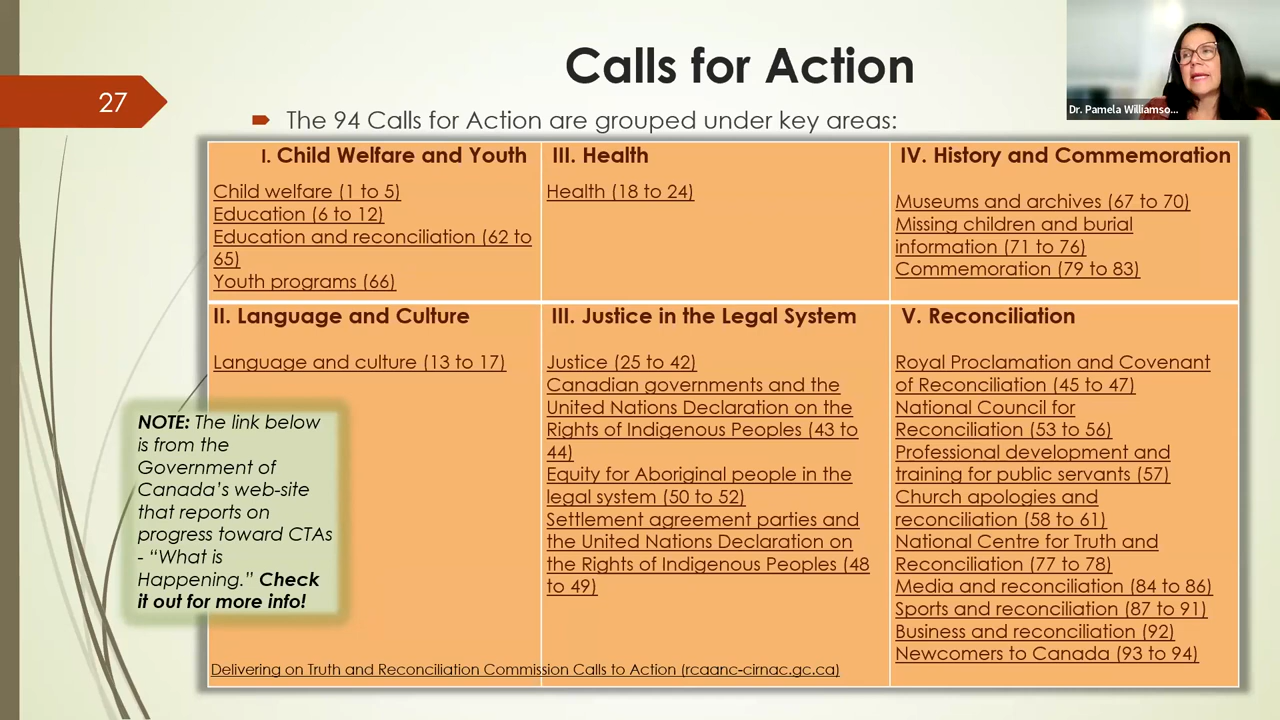 Calls for Action
27
The 94 Calls for Action are grouped under key areas:
I. Child Welfare and Youth
Child welfare (1 to 5)
Education (6 to 12)
Education and reconciliation (62 to
65)
Youth programs (66)
III. Health
Health (18 to 24)
IV. History and Commemoration
Museums and archives (67 to 70)
Missing children and burial
information (71 to 76)
Commemoration (79 to 83)
II. Language and Culture
Language and culture (13 to 17)
III. Justice in the Legal System
Justice (25 to 42)
Canadian governments and the
United Nations Declaration on the
Rights of Indigenous Peoples (43 to
44)
Equity for Aboriginal people in the
legal system (50 to 52)
Settlement agreement parties and
the United Nations Declaration on
the Rights of Indigenous Peoples (48
to 49)
V. Reconciliation
Royal Proclamation and Covenant
of Reconciliation (45 to 47)
National Council for
Reconciliation (53 to 56)
Professional development and
training for public servants (57)
Church apologies and
reconciliation (58 to 61)
National Centre for Truth and
Reconciliation (77 to 78)
Media and reconciliation (84 to 86)
Sports and reconciliation (87 to 91)
Business and reconciliation (92)
Newcomers to Canada (93 to 94)
NOTE: The link below
is from the
Government of
Canada's web-site
that reports on
progress toward CTAs
- "What is
Happening." Check
it out for more info!
Delivering on Truth and Reconciliation Commission Calls to Action (rcaanc-cirnac.gc.ca)
Dr. Pamela Williamso...